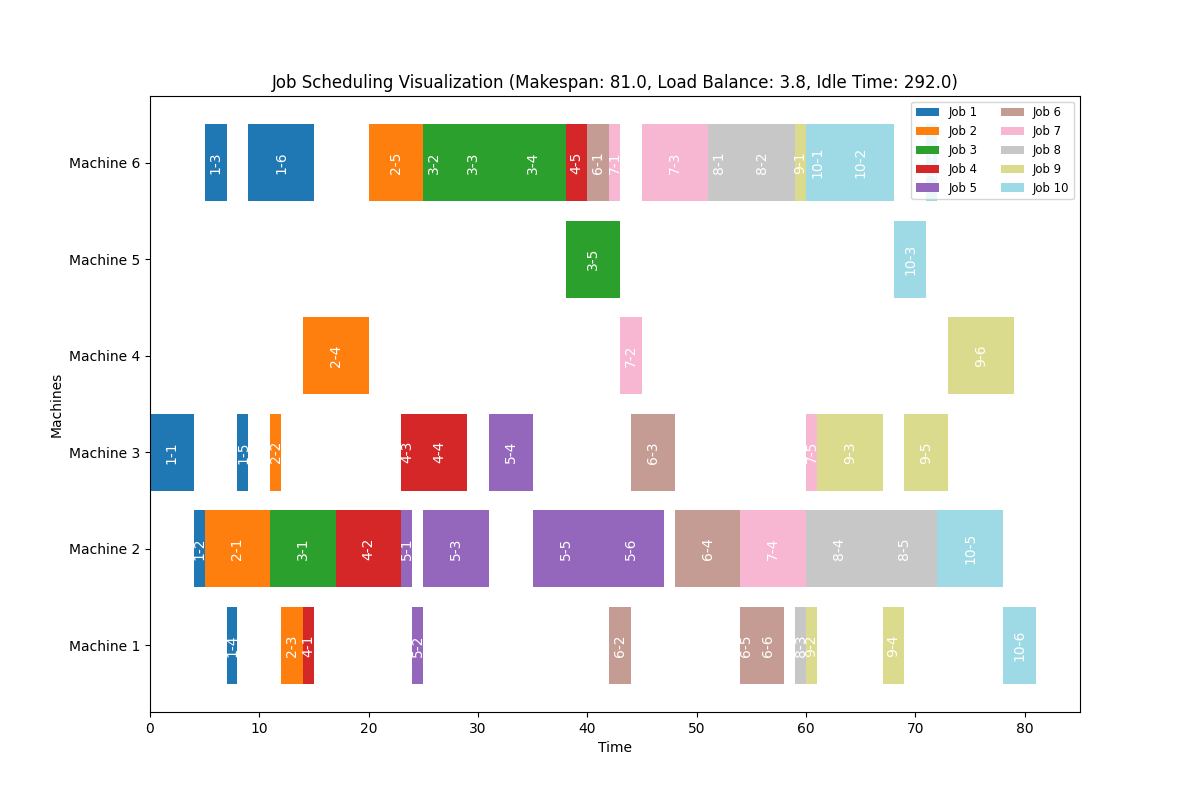 Job Scheduling Visualization (Makespan: 81.0, Load Balance: 3.8, Idle Time: 292.0)
Job 1 Job 6
Job 2 Job 7
Job 3 Job 8
Job 4 Job 9
Job 5 Job 10
Machine 6 1-3 1-6 2-5 3-2 3-3 3-4 4-5 6-1 7-1 7-3 8-1 8-2 9-1 10-1 10-2
Machine 5 3-5 10-3
Machine 4 2-4 7-2 9-6
Machine 3 1-1 1-5 2-2 4-3 4-4 5-4 6-3 7-5 9-3 9-5
Machine 2 1-2 2-1 3-1 4-2 5-1 5-3 5-5 5-6 6-4 7-4 8-4 8-5 10-5
Machine 1 1-4 2-3 4-1 5-2 6-2 6-5 6-6 8-3 9-2 9-4 10-6
Machines
0 10 20 30 40 50 60 70 80
Time